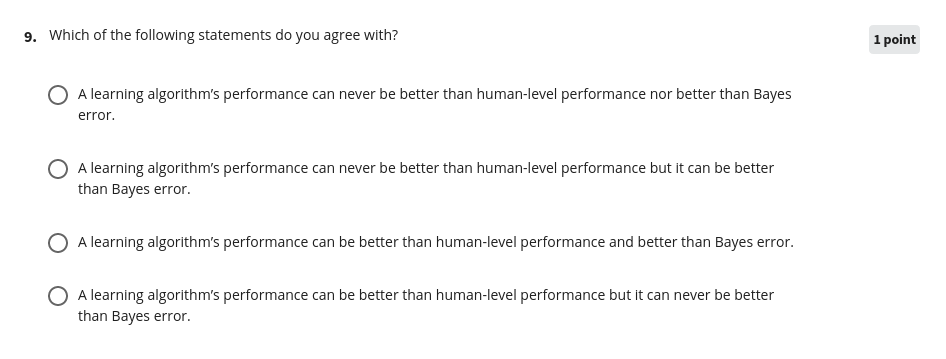 9. Which of the following statements do you agree with?
1 point
A learning algorithm's performance can never be better than human-level performance nor better than Bayes
error.
A learning algorithm's performance can never be better than human-level performance but it can be better
than Bayes error.
A learning algorithm's performance can be better than human-level performance and better than Bayes error.
A learning algorithm's performance can be better than human-level performance but it can never be better
than Bayes error.